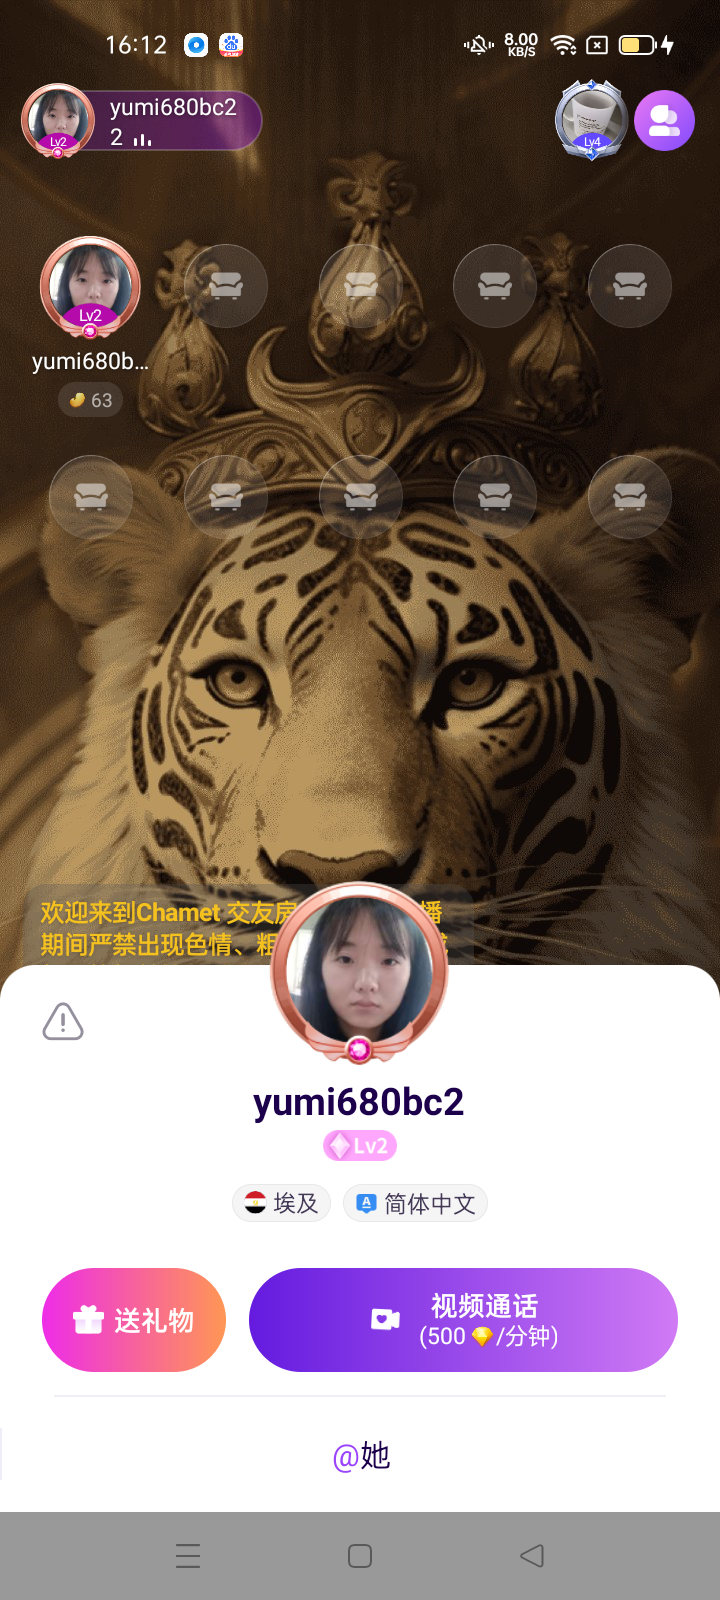 16:12
8.00
KB/S
yumi680bc2
2
Lv2
Lv4
Lv2
yumi680b...
63
欢迎来到Chamet 交友房 播
期间严禁出现色情、粗
yumi680bc2
Lv2
埃及
简体中文
送礼物
视频通话
(500 /分钟)
@她